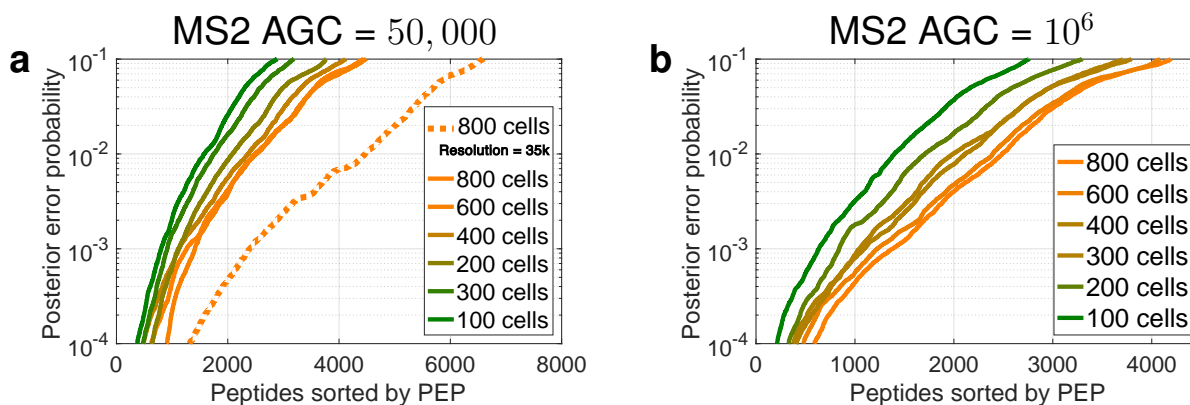 MS2 AGC = 50,000
a
Posterior error probability
10^-1
10^-2
10^-3
10^-4
0 2000 4000 6000 8000
Peptides sorted by PEP
800 cells
Resolution = 35k
800 cells
600 cells
400 cells
200 cells
300 cells
100 cells
MS2 AGC = 10^6
b
Posterior error probability
10^-1
10^-2
10^-3
10^-4
0 1000 2000 3000 4000
Peptides sorted by PEP
800 cells
600 cells
400 cells
300 cells
200 cells
100 cells